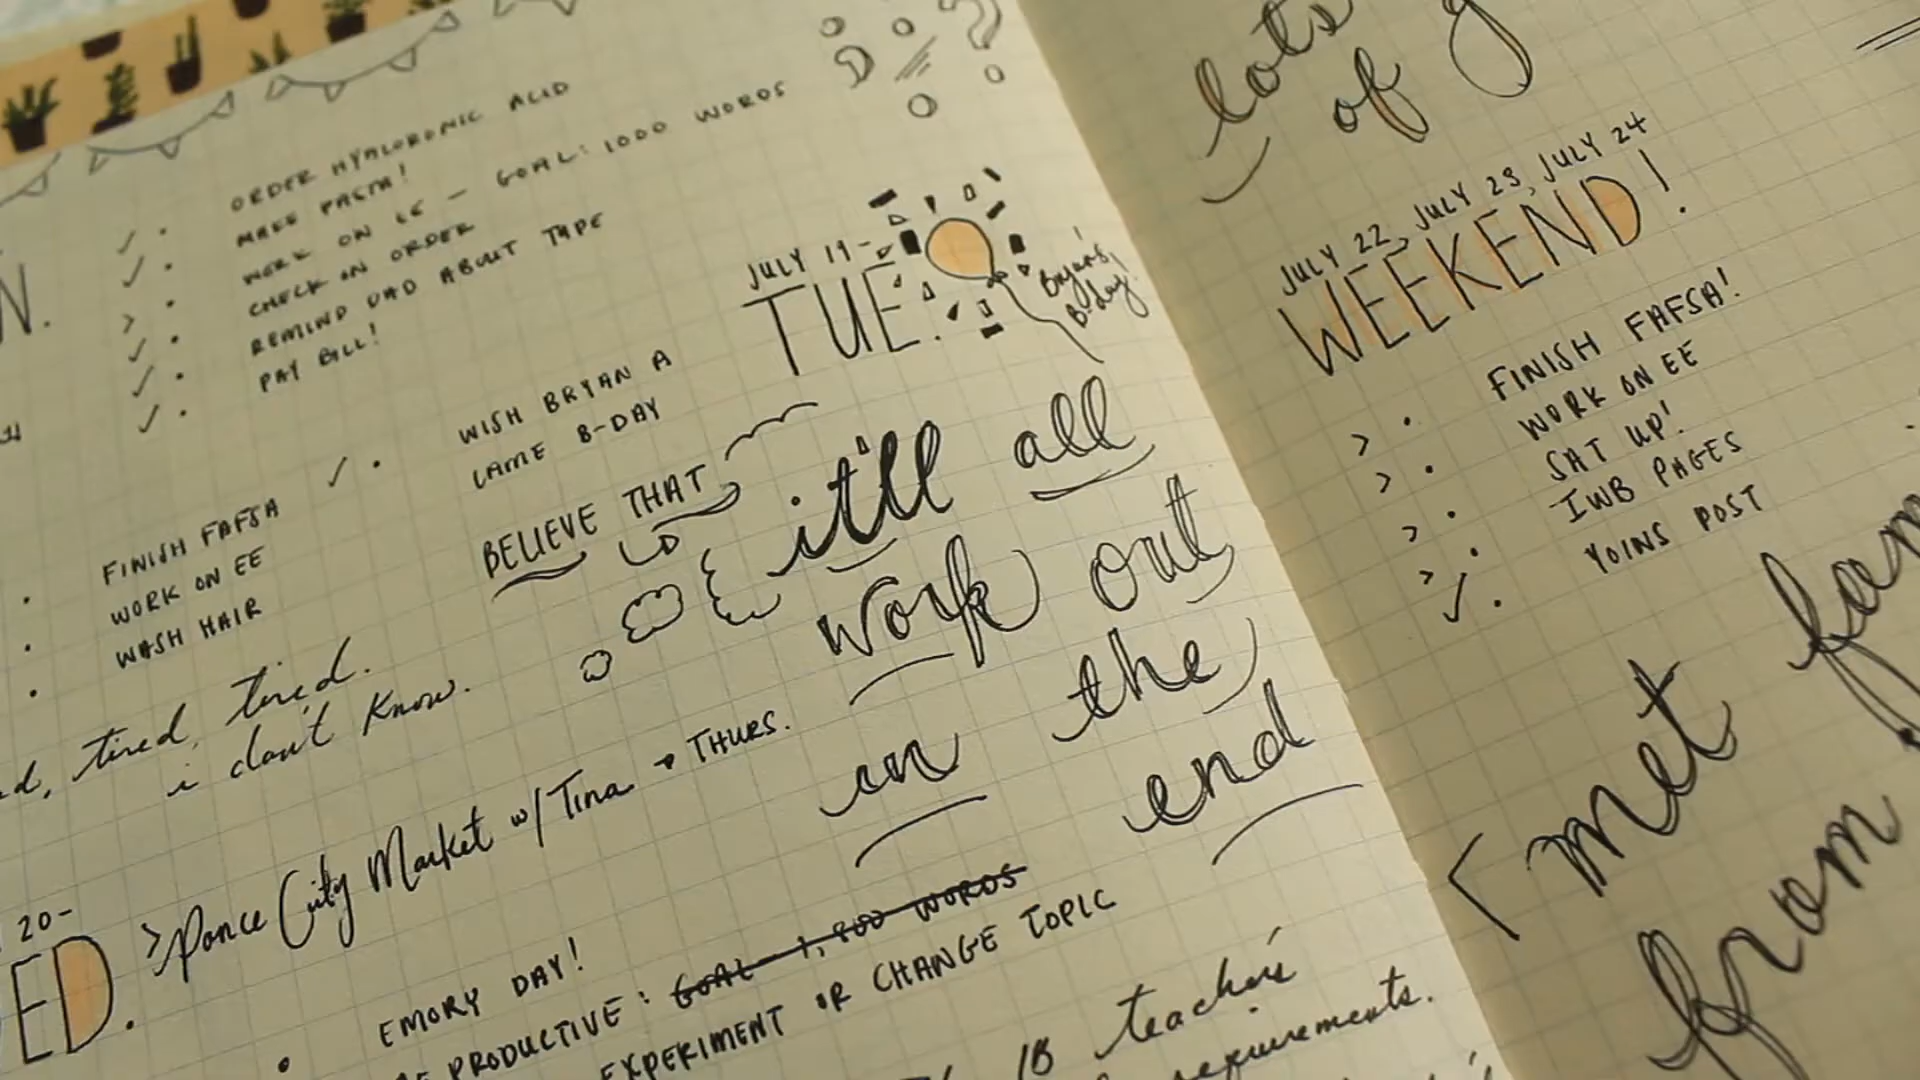 ORDER HYALURONIC ACID
MAKE PASTA!
WORK ON EE - GOAL: 1000 WORDS
CHECK ON ORDER
REMIND DAD ABOUT TAPE
PAY BILL!
N.
JULY 19-
TUE.
Bryan's
B-day!
WISH BRYAN A
LAME B-DAY
FINISH FAFSA
WORK ON EE
WASH HAIR
BELIEVE THAT
it'll all
work out
in the
end
tired, tired.
i don't know.
20-
ED.
>Ponce City Market w/Tina → THURS.
EMORY DAY!
PRODUCTIVE: GOAL - 1,800 WORDS
EXPERIMENT OR CHANGE TOPIC
IB teacher's
requirements.
lots
of
JULY 22, JULY 23, JULY 24
WEEKEND!
> FINISH FAFSA!
> WORK ON EE
> SAT UP!
> IWB PAGES
YOINS POST
< met
from